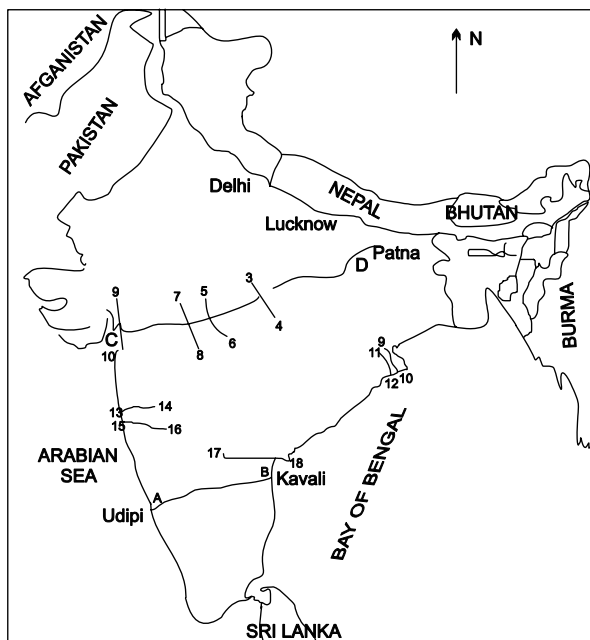 N
AFGANISTAN
PAKISTAN
Delhi
NEPAL
BHUTAN
Lucknow
Patna
D
BURMA
9
7
5
3
C
10
8
6
4
9
11
12
10
13
14
15
16
ARABIAN
SEA
17
18
B
Kavali
BAY OF BENGAL
A
Udipi
SRI LANKA